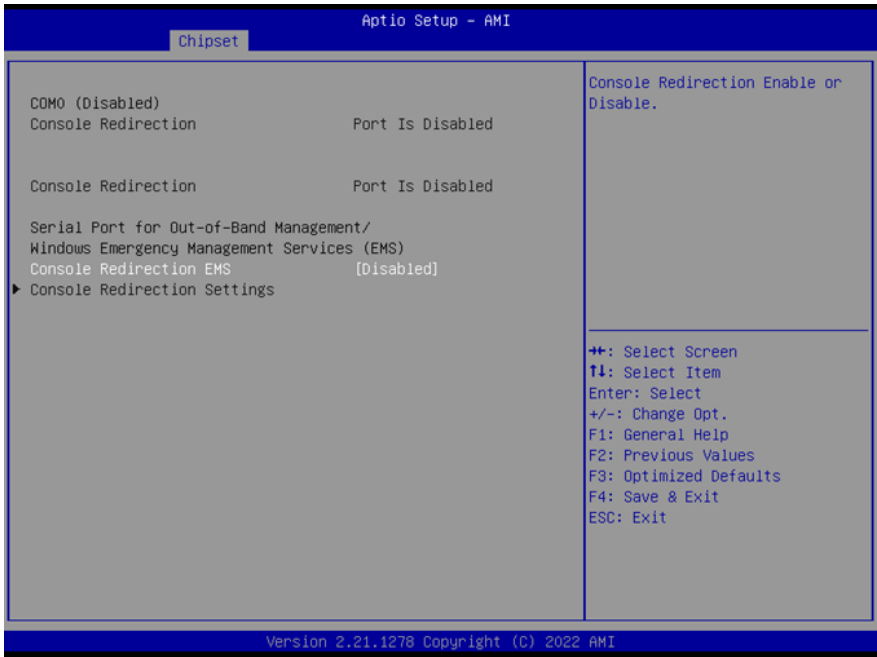 Aptio Setup - AMI
Chipset
COM0 (Disabled)
Console Redirection Port Is Disabled
Console Redirection Port Is Disabled
Serial Port for Out-of-Band Management/
Windows Emergency Management Services (EMS)
Console Redirection EMS [Disabled]
▶ Console Redirection Settings
Console Redirection Enable or
Disable.
→←: Select Screen
↑↓: Select Item
Enter: Select
+/-: Change Opt.
F1: General Help
F2: Previous Values
F3: Optimized Defaults
F4: Save & Exit
ESC: Exit
Version 2.21.1278 Copyright (C) 2022 AMI